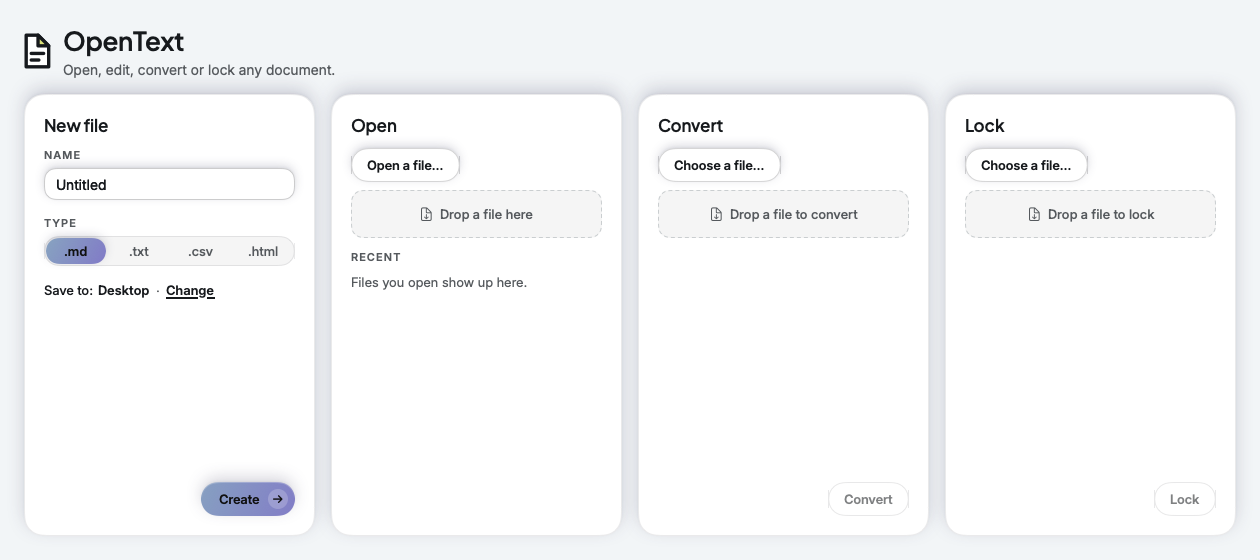 OpenText
Open, edit, convert or lock any document.
New file
NAME
Untitled
TYPE
.md .txt .csv .html
Save to: Desktop · Change
Create
Open
Open a file...
Drop a file here
RECENT
Files you open show up here.
Convert
Choose a file...
Drop a file to convert
Convert
Lock
Choose a file...
Drop a file to lock
Lock